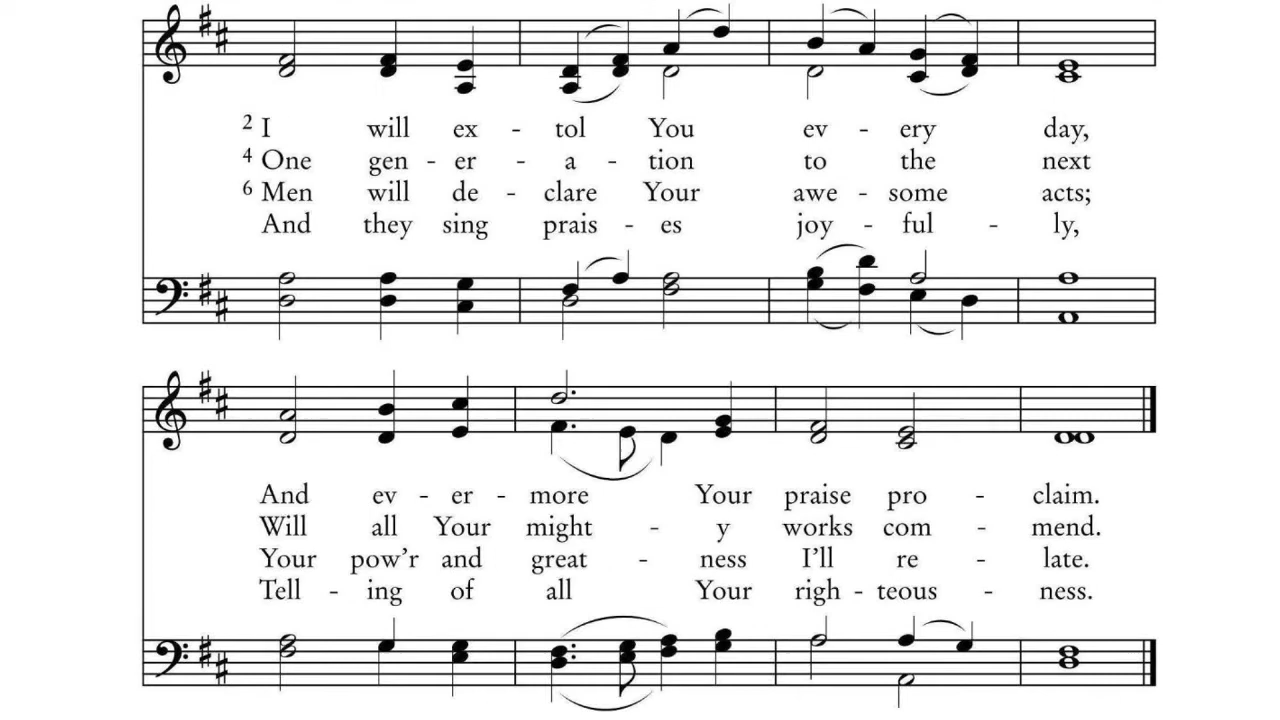 2 I will ex - tol You ev - ery day,
4 One gen - er - a - tion to the next
6 Men will de - clare Your awe - some acts;
And they sing prais - es joy - ful - ly,
And ev - er - more Your praise pro - claim.
Will all Your might - y works com - mend.
Your pow’r and great - ness I’ll re - late.
Tell - ing of all Your righ - teous - ness.